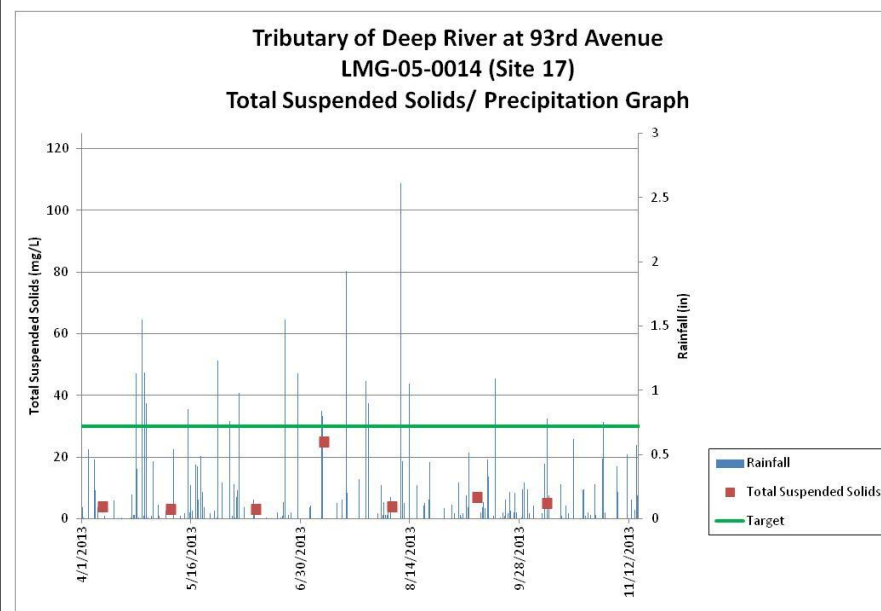 Tributary of Deep River at 93rd Avenue
LMG-05-0014 (Site 17)
Total Suspended Solids/ Precipitation Graph
Total Suspended Solids (mg/L)
120
100
80
60
40
20
0
3
2.5
2
1.5
1
0.5
0
Rainfall (in)
4/1/2013
5/16/2013
6/30/2013
8/14/2013
9/28/2013
11/12/2013
Rainfall
Total Suspended Solids
Target